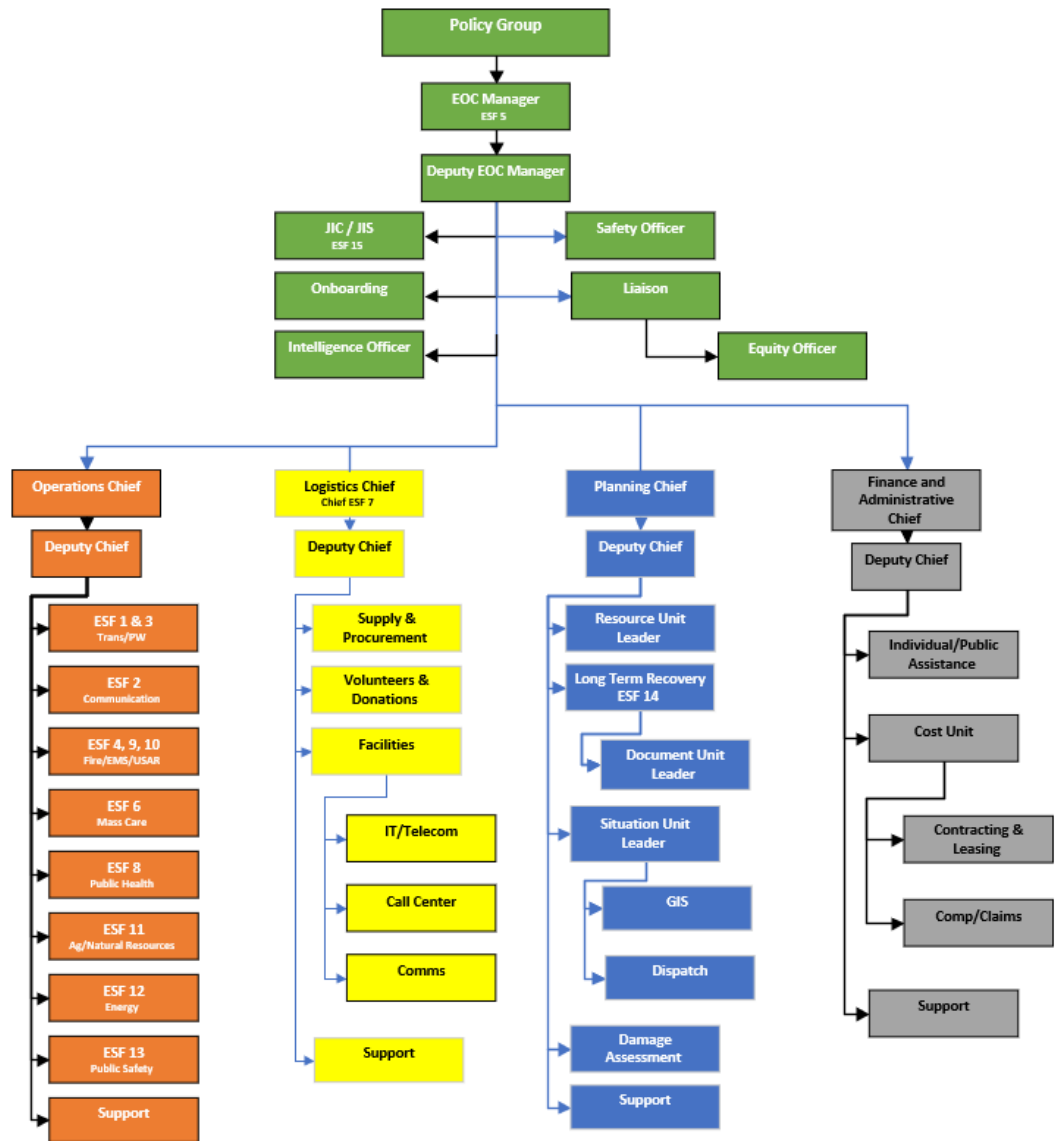 Policy Group
EOC Manager
ESF 5
Deputy EOC Manager
JIC / JIS
ESF 15
Safety Officer
Onboarding
Liaison
Intelligence Officer
Equity Officer
Operations Chief
Deputy Chief
ESF 1 & 3
Trans/PW
ESF 2
Communication
ESF 4, 9, 10
Fire/EMS/USAR
ESF 6
Mass Care
ESF 8
Public Health
ESF 11
Ag/Natural Resources
ESF 12
Energy
ESF 13
Public Safety
Support
Logistics Chief
Chief ESF 7
Deputy Chief
Supply &
Procurement
Volunteers &
Donations
Facilities
IT/Telecom
Call Center
Comms
Support
Planning Chief
Deputy Chief
Resource Unit
Leader
Long Term Recovery
ESF 14
Document Unit
Leader
Situation Unit
Leader
GIS
Dispatch
Damage
Assessment
Support
Finance and
Administrative
Chief
Deputy Chief
Individual/Public
Assistance
Cost Unit
Contracting &
Leasing
Comp/Claims
Support